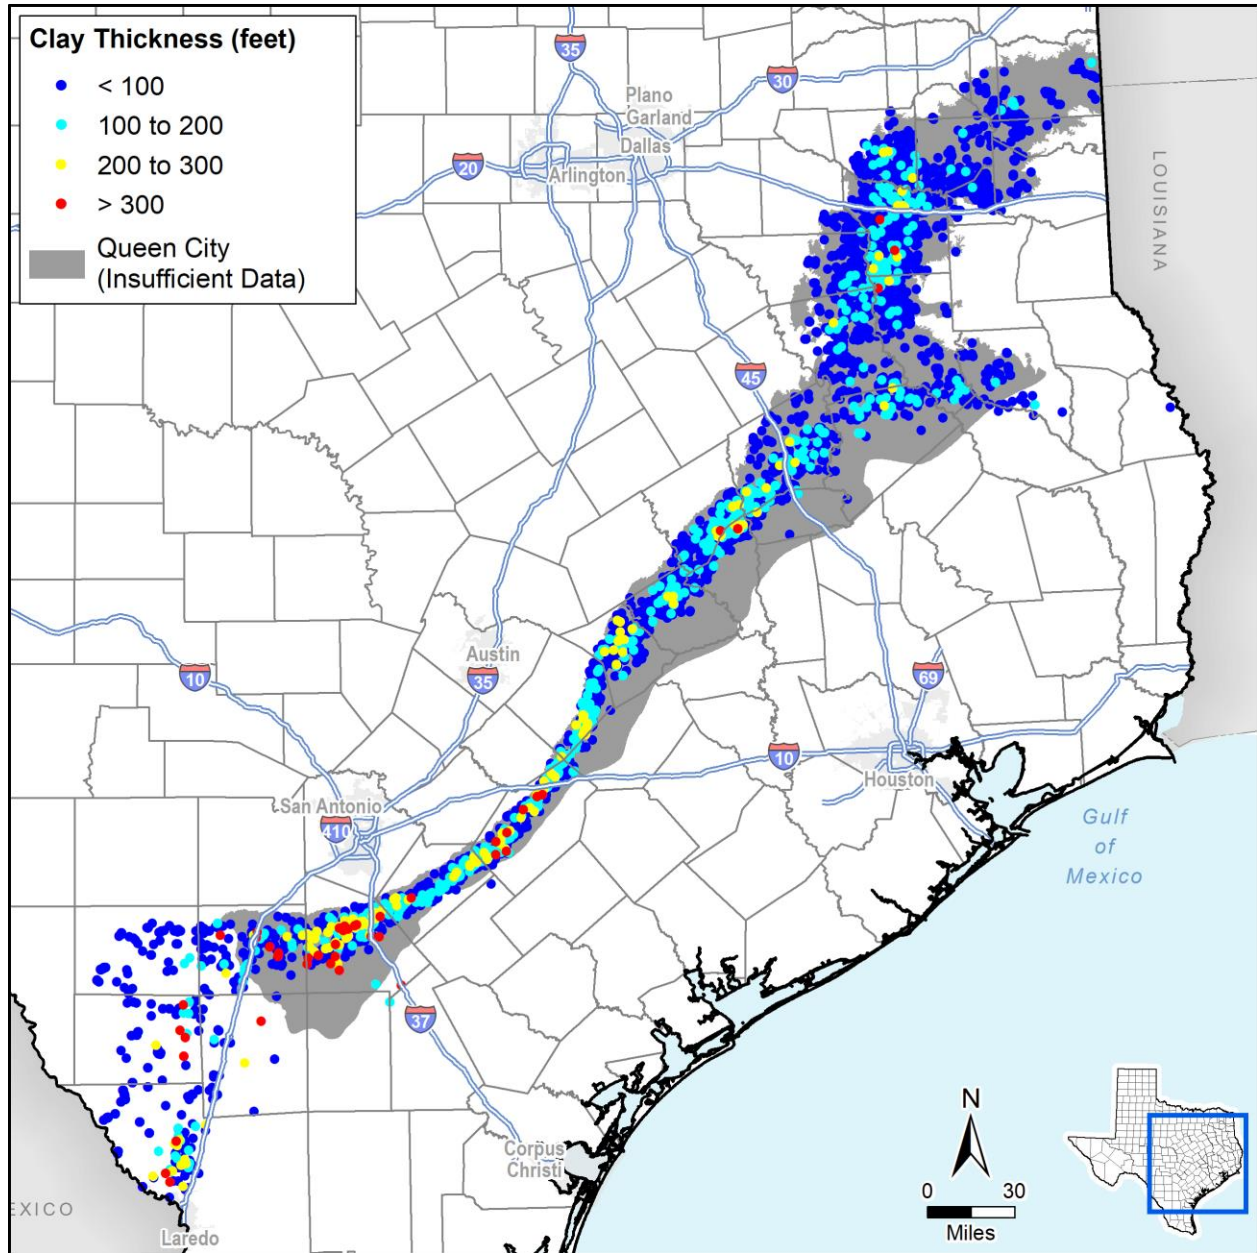 Clay Thickness (feet)
< 100
100 to 200
200 to 300
> 300
Queen City
(Insufficient Data)
35
30
Plano
Garland
Dallas
20
Arlington
LOUISIANA
45
Austin
35
10
69
10
Houston
San Antonio
410
Gulf
of
Mexico
37
Corpus
Christi
N
0 30
Miles
EXICO
Laredo